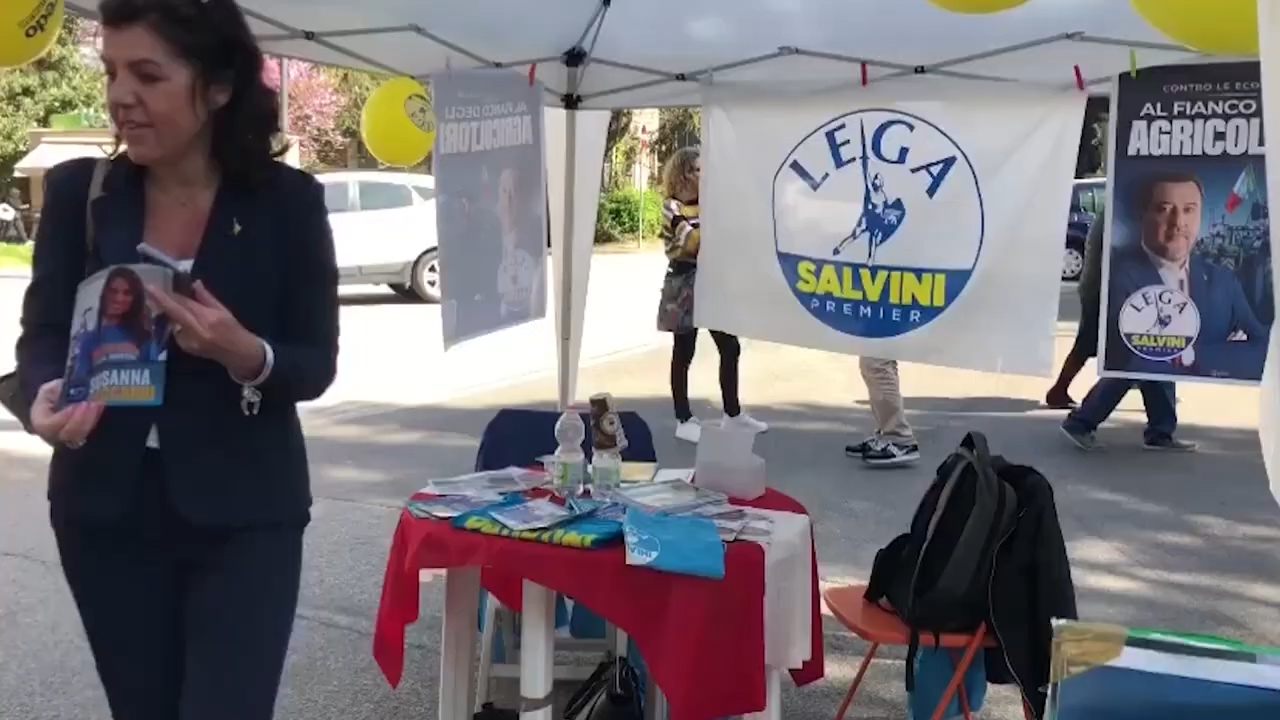 AL FIANCO DEGLI
AGRICOLTORI
LEGA
SALVINI
PREMIER
CONTRO LE ECO
AL FIANCO
AGRICOL
LEGA
SALVINI
PREMIER
SUSANNA